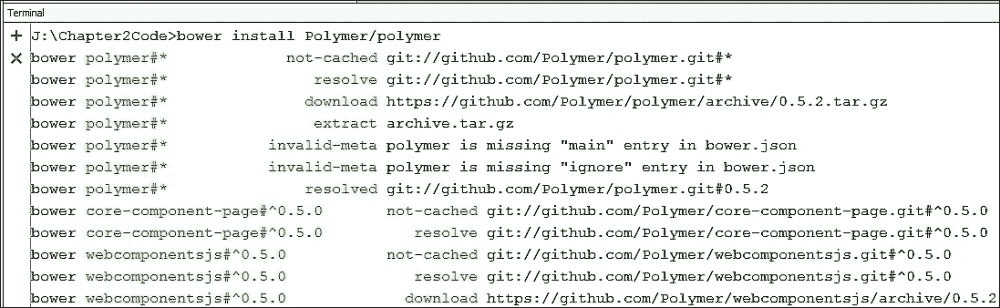 Terminal
J:\Chapter2Code>bower install Polymer/polymer
bower polymer#* not-cached git://github.com/Polymer/polymer.git#*
bower polymer#* resolve git://github.com/Polymer/polymer.git#*
bower polymer#* download https://github.com/Polymer/polymer/archive/0.5.2.tar.gz
bower polymer#* extract archive.tar.gz
bower polymer#* invalid-meta polymer is missing "main" entry in bower.json
bower polymer#* invalid-meta polymer is missing "ignore" entry in bower.json
bower polymer#* resolved git://github.com/Polymer/polymer.git#0.5.2
bower core-component-page#^0.5.0 not-cached git://github.com/Polymer/core-component-page.git#^0.5.0
bower core-component-page#^0.5.0 resolve git://github.com/Polymer/core-component-page.git#^0.5.0
bower webcomponentsjs#^0.5.0 not-cached git://github.com/Polymer/webcomponentsjs.git#^0.5.0
bower webcomponentsjs#^0.5.0 resolve git://github.com/Polymer/webcomponentsjs.git#^0.5.0
bower webcomponentsjs#^0.5.0 download https://github.com/Polymer/webcomponentsjs/archive/0.5.2